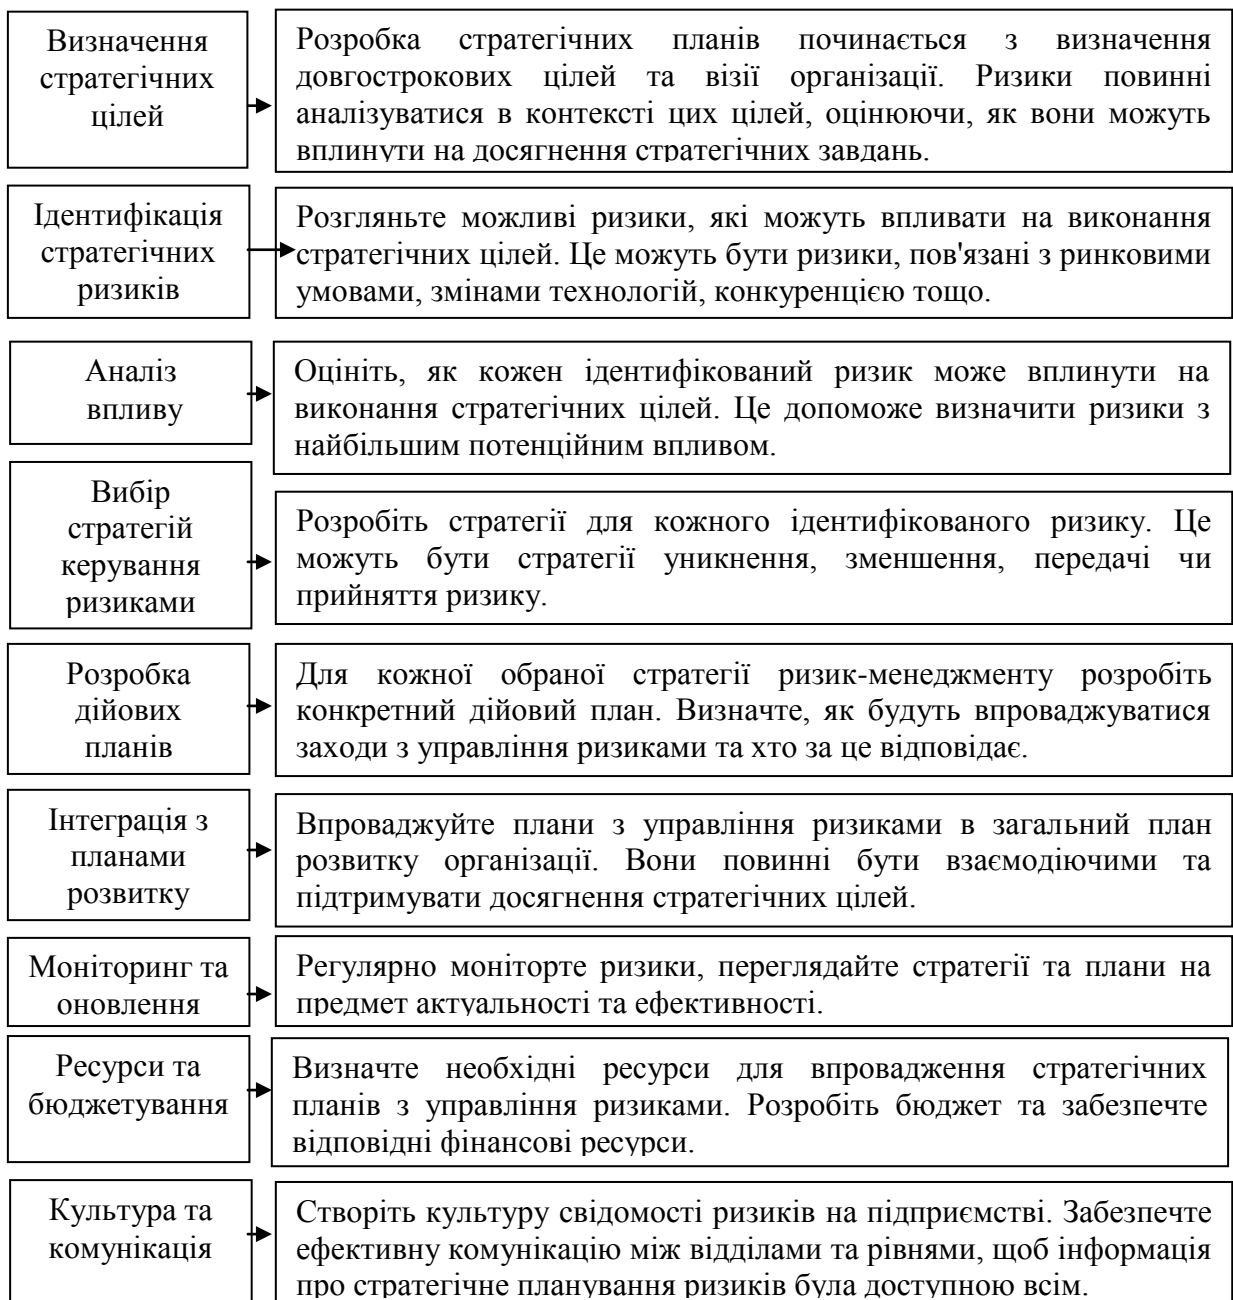 Визначення
стратегічних
цілей
Розробка стратегічних планів починається з визначення
довгострокових цілей та візії організації. Ризики повинні
аналізуватися в контексті цих цілей, оцінюючи, як вони можуть
вплинути на досягнення стратегічних завдань.
Ідентифікація
стратегічних
ризиків
Розгляньте можливі ризики, які можуть впливати на виконання
стратегічних цілей. Це можуть бути ризики, пов'язані з ринковими
умовами, змінами технологій, конкуренцією тощо.
Аналіз
впливу
Оцініть, як кожен ідентифікований ризик може вплинути на
виконання стратегічних цілей. Це допоможе визначити ризики з
найбільшим потенційним впливом.
Вибір
стратегій
керування
ризиками
Розробіть стратегії для кожного ідентифікованого ризику. Це
можуть бути стратегії уникнення, зменшення, передачі чи
прийняття ризику.
Розробка
дійових
планів
Для кожної обраної стратегії ризик-менеджменту розробіть
конкретний дійовий план. Визначте, як будуть впроваджуватися
заходи з управління ризиками та хто за це відповідає.
Інтеграція з
планами
розвитку
Впроваджуйте плани з управління ризиками в загальний план
розвитку організації. Вони повинні бути взаємодіючими та
підтримувати досягнення стратегічних цілей.
Моніторинг та
оновлення
Регулярно моніторте ризики, переглядайте стратегії та плани на
предмет актуальності та ефективності.
Ресурси та
бюджетування
Визначте необхідні ресурси для впровадження стратегічних
планів з управління ризиками. Розробіть бюджет та забезпечте
відповідні фінансові ресурси.
Культура та
комунікація
Створіть культуру свідомості ризиків на підприємстві. Забезпечте
ефективну комунікацію між відділами та рівнями, щоб інформація
про стратегічне планування ризиків була доступною всім.